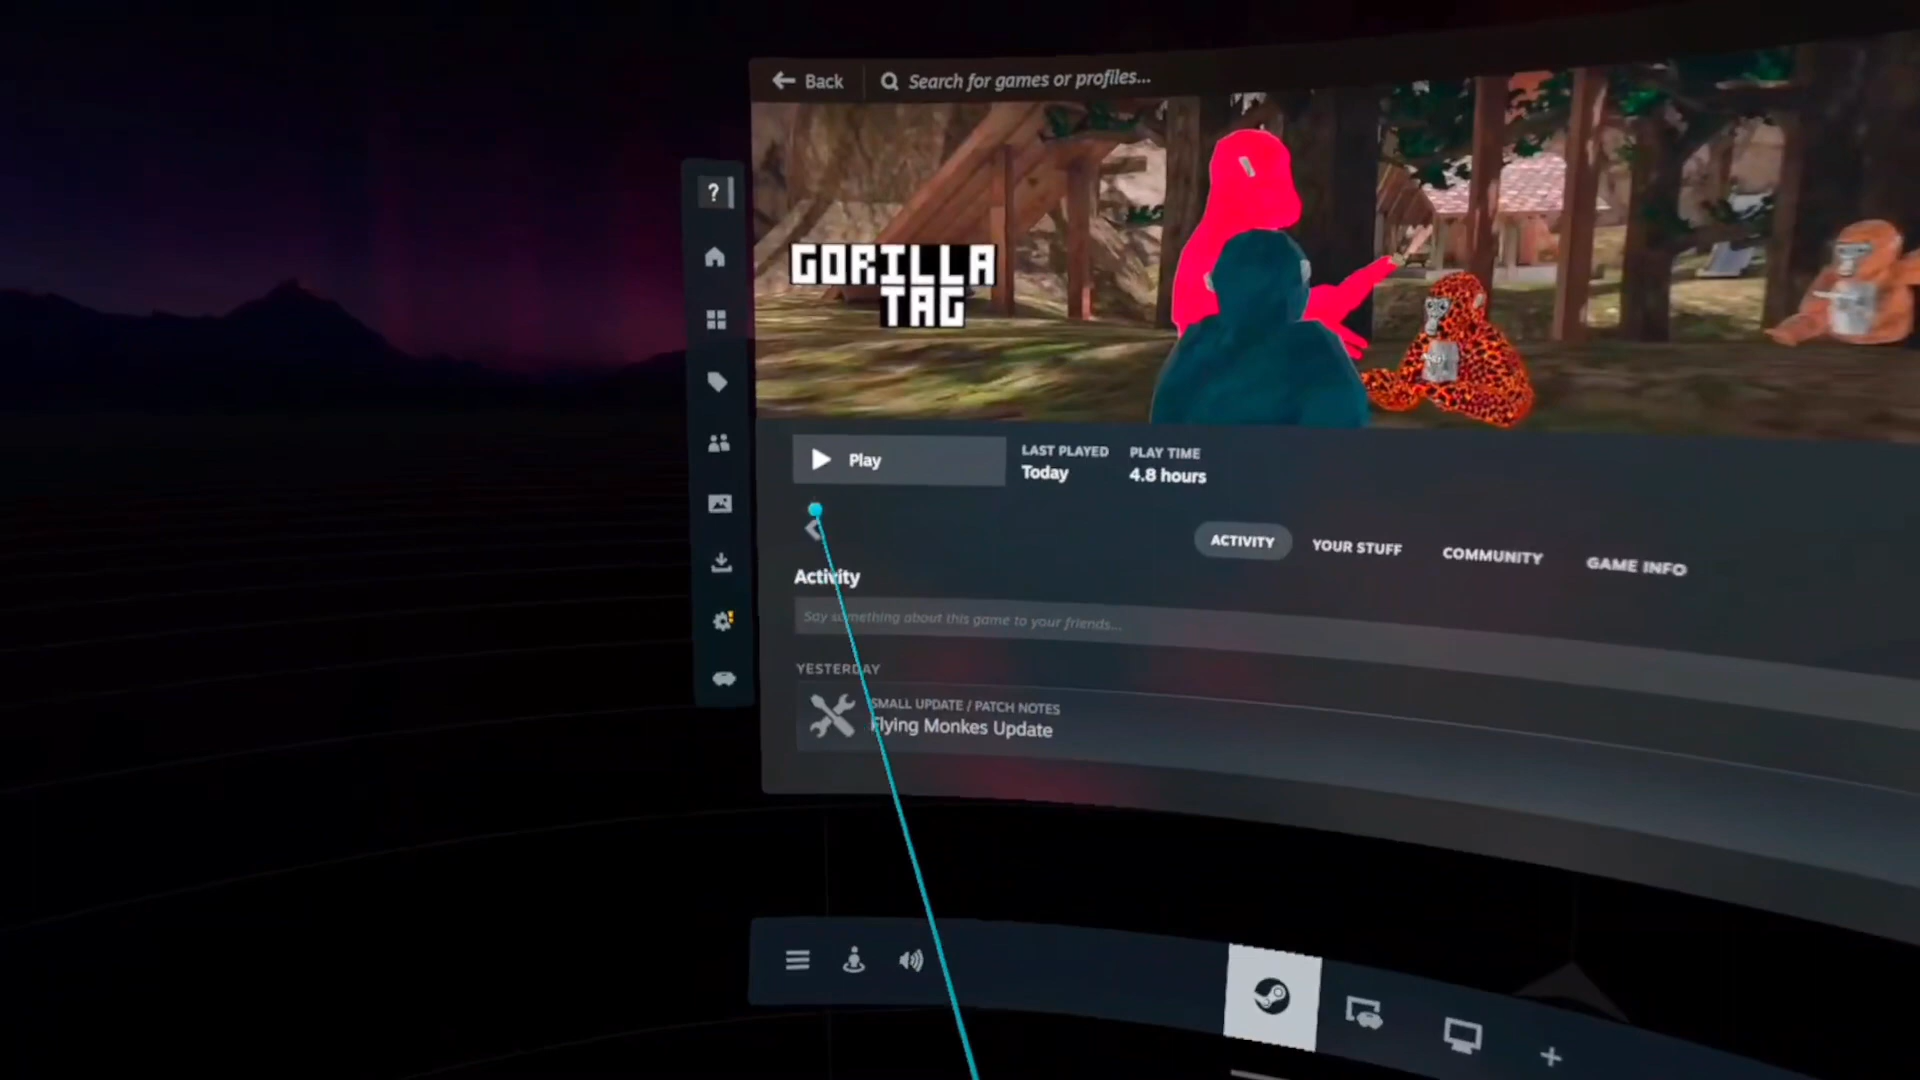 Back
Search for games or profiles...
?
GORILLA
TAG
Play
LAST PLAYED
Today
PLAY TIME
4.8 hours
ACTIVITY
YOUR STUFF
COMMUNITY
GAME INFO
Activity
Say something about this game to your friends...
YESTERDAY
SMALL UPDATE / PATCH NOTES
Flying Monkes Update